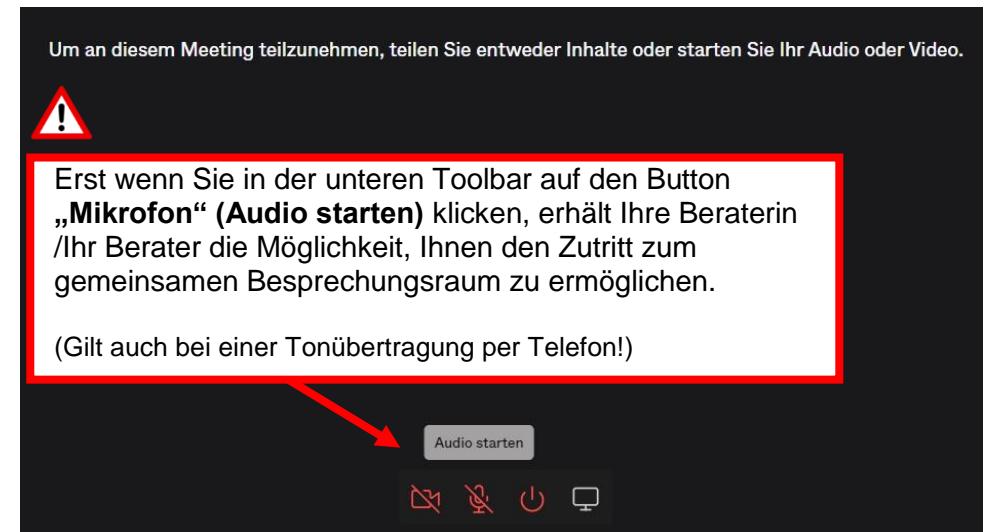 Um an diesem Meeting teilzunehmen, teilen Sie entweder Inhalte oder starten Sie Ihr Audio oder Video.
!
Erst wenn Sie in der unteren Toolbar auf den Button
„Mikrofon“ (Audio starten) klicken, erhält Ihre Beraterin
/Ihr Berater die Möglichkeit, Ihnen den Zutritt zum
gemeinsamen Besprechungsraum zu ermöglichen.
(Gilt auch bei einer Tonübertragung per Telefon!)
Audio starten